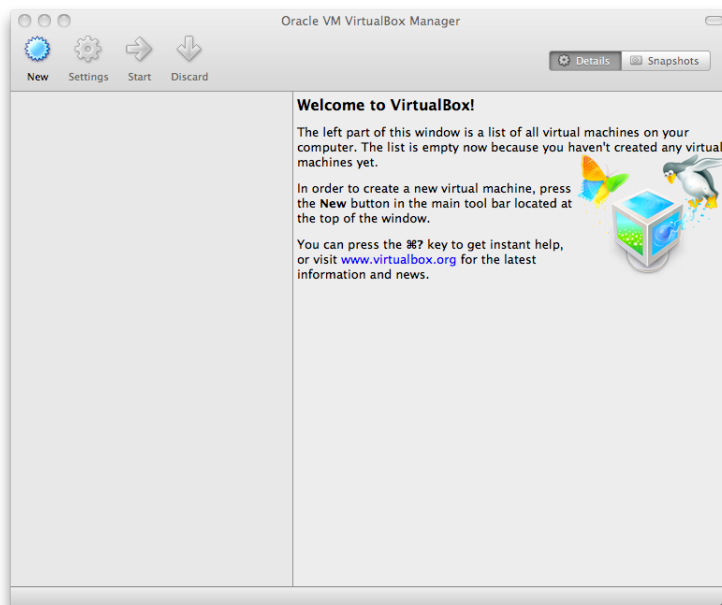 Oracle VM VirtualBox Manager
New Settings Start Discard
Details Snapshots
Welcome to VirtualBox!
The left part of this window is a list of all virtual machines on your
computer. The list is empty now because you haven't created any virtual
machines yet.
In order to create a new virtual machine, press
the New button in the main tool bar located at
the top of the window.
You can press the ⌘? key to get instant help,
or visit www.virtualbox.org for the latest
information and news.